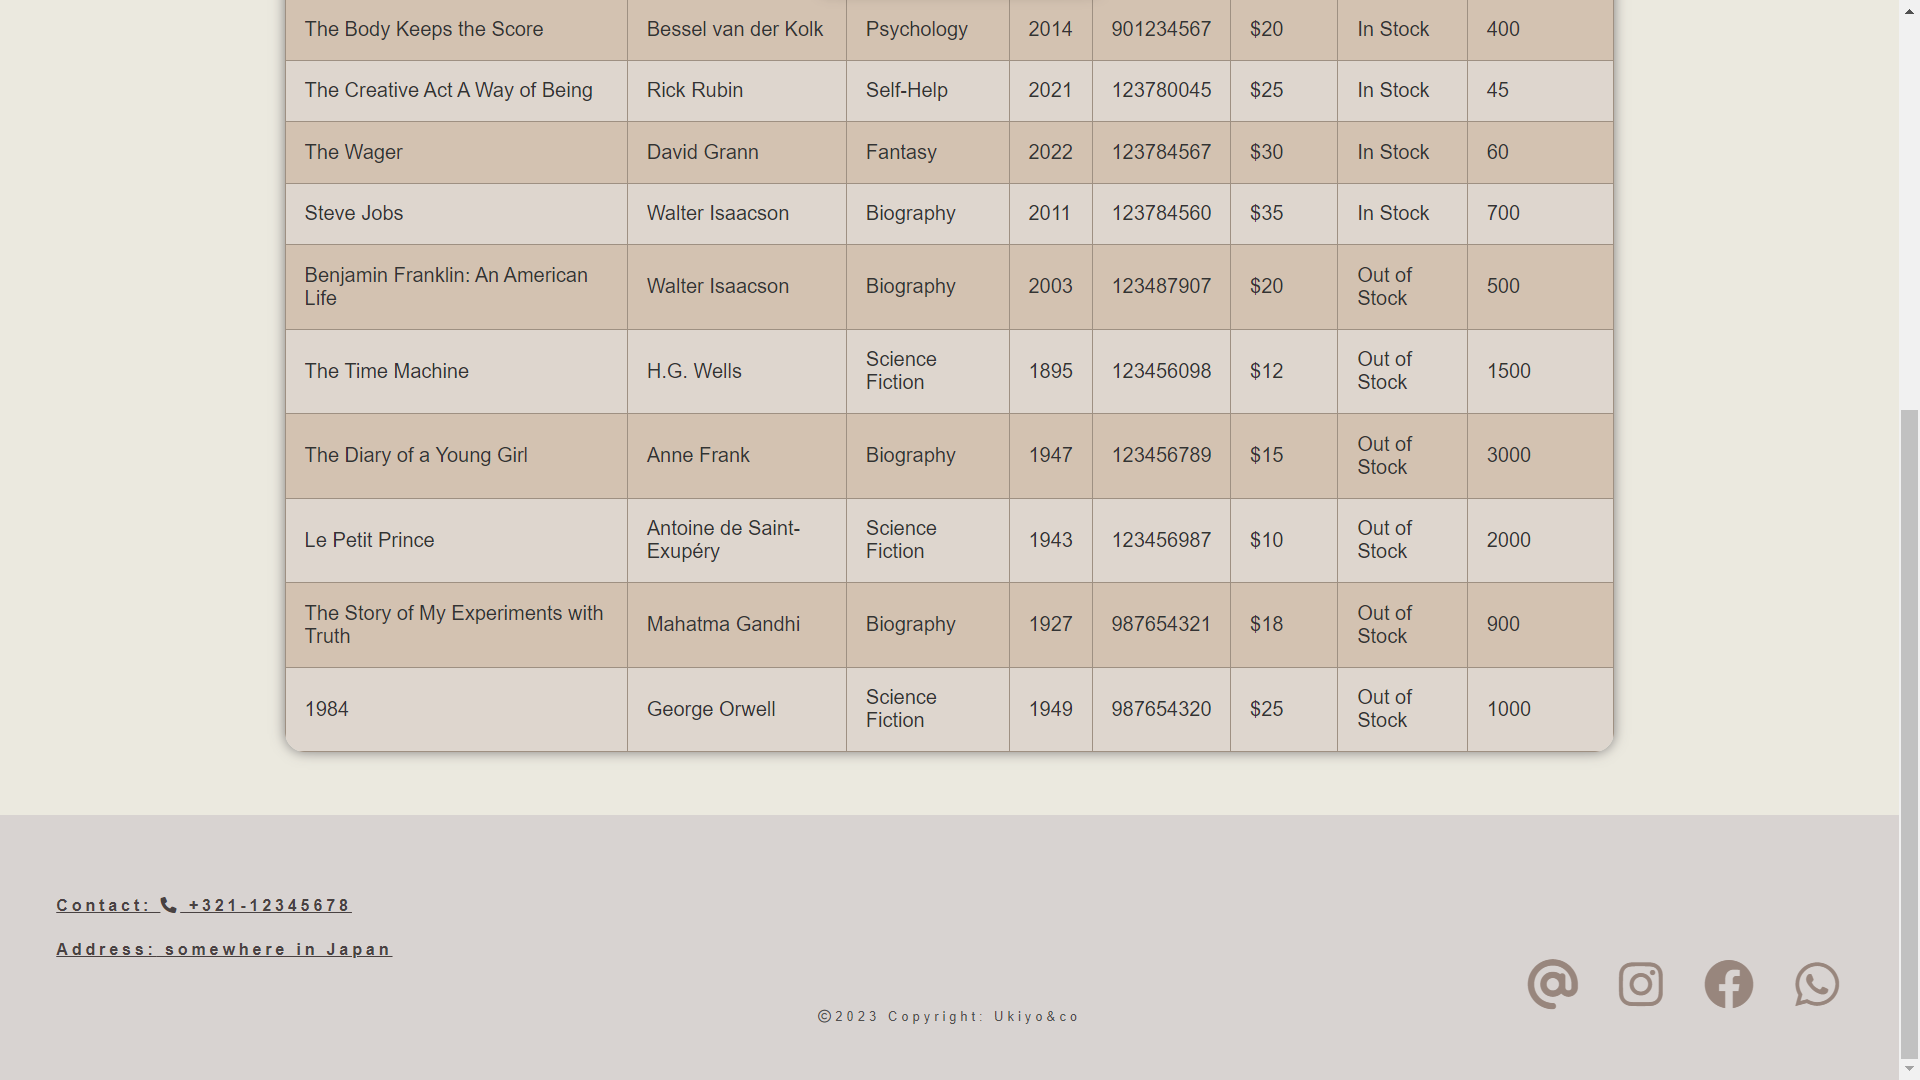 The Body Keeps the Score Bessel van der Kolk Psychology 2014 901234567 $20 In Stock 400
The Creative Act A Way of Being Rick Rubin Self-Help 2021 123780045 $25 In Stock 45
The Wager David Grann Fantasy 2022 123784567 $30 In Stock 60
Steve Jobs Walter Isaacson Biography 2011 123784560 $35 In Stock 700
Benjamin Franklin: An American
Life
Walter Isaacson Biography 2003 123487907 $20
Out of
Stock
500
The Time Machine H.G. Wells
Science
Fiction
1895 123456098 $12
Out of
Stock
1500
The Diary of a Young Girl Anne Frank Biography 1947 123456789 $15
Out of
Stock
3000
Le Petit Prince
Antoine de Saint-
Exupéry
Science
Fiction
1943 123456987 $10
Out of
Stock
2000
The Story of My Experiments with
Truth
Mahatma Gandhi Biography 1927 987654321 $18
Out of
Stock
900
1984 George Orwell
Science
Fiction
1949 987654320 $25
Out of
Stock
1000
Contact: +321-12345678
Address: somewhere in Japan
©2023 Copyright: Ukiyo&co